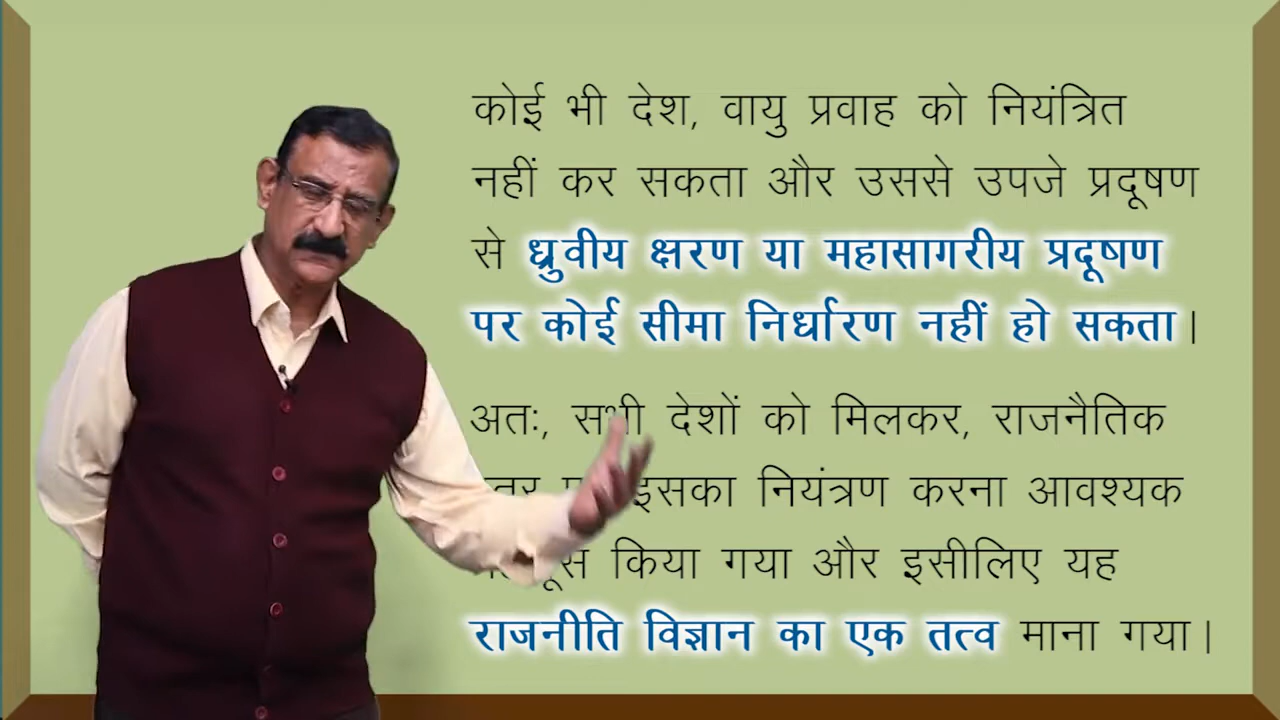 कोई भी देश, वायु प्रवाह को नियंत्रित
नहीं कर सकता और उससे उपजे प्रदूषण
से ध्रुवीय क्षरण या महासागरीय प्रदूषण
पर कोई सीमा निर्धारण नहीं हो सकता।
अतः, सभी देशों को मिलकर, राजनैतिक
इसका नियंत्रण करना आवश्यक
किया गया और इसीलिए यह
राजनीति विज्ञान का एक तत्व माना गया।